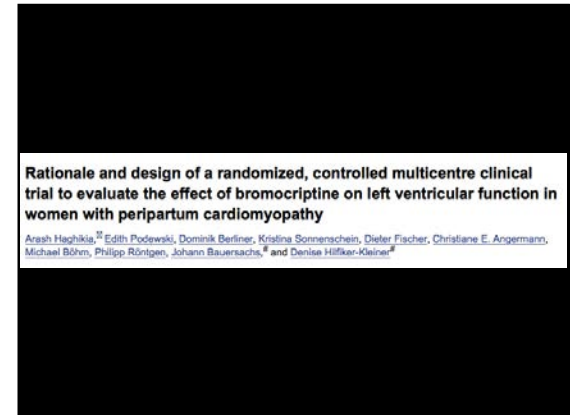 Rationale and design of a randomized, controlled multicentre clinical
trial to evaluate the effect of bromocriptine on left ventricular function in
women with peripartum cardiomyopathy
Arash Haghikia, Edith Podewski, Dominik Berliner, Kristina Sonnenschein, Dieter Fischer, Christiane E. Angermann,
Michael Böhm, Philipp Röntgen, Johann Bauersachs,# and Denise Hilfiker-Kleiner#